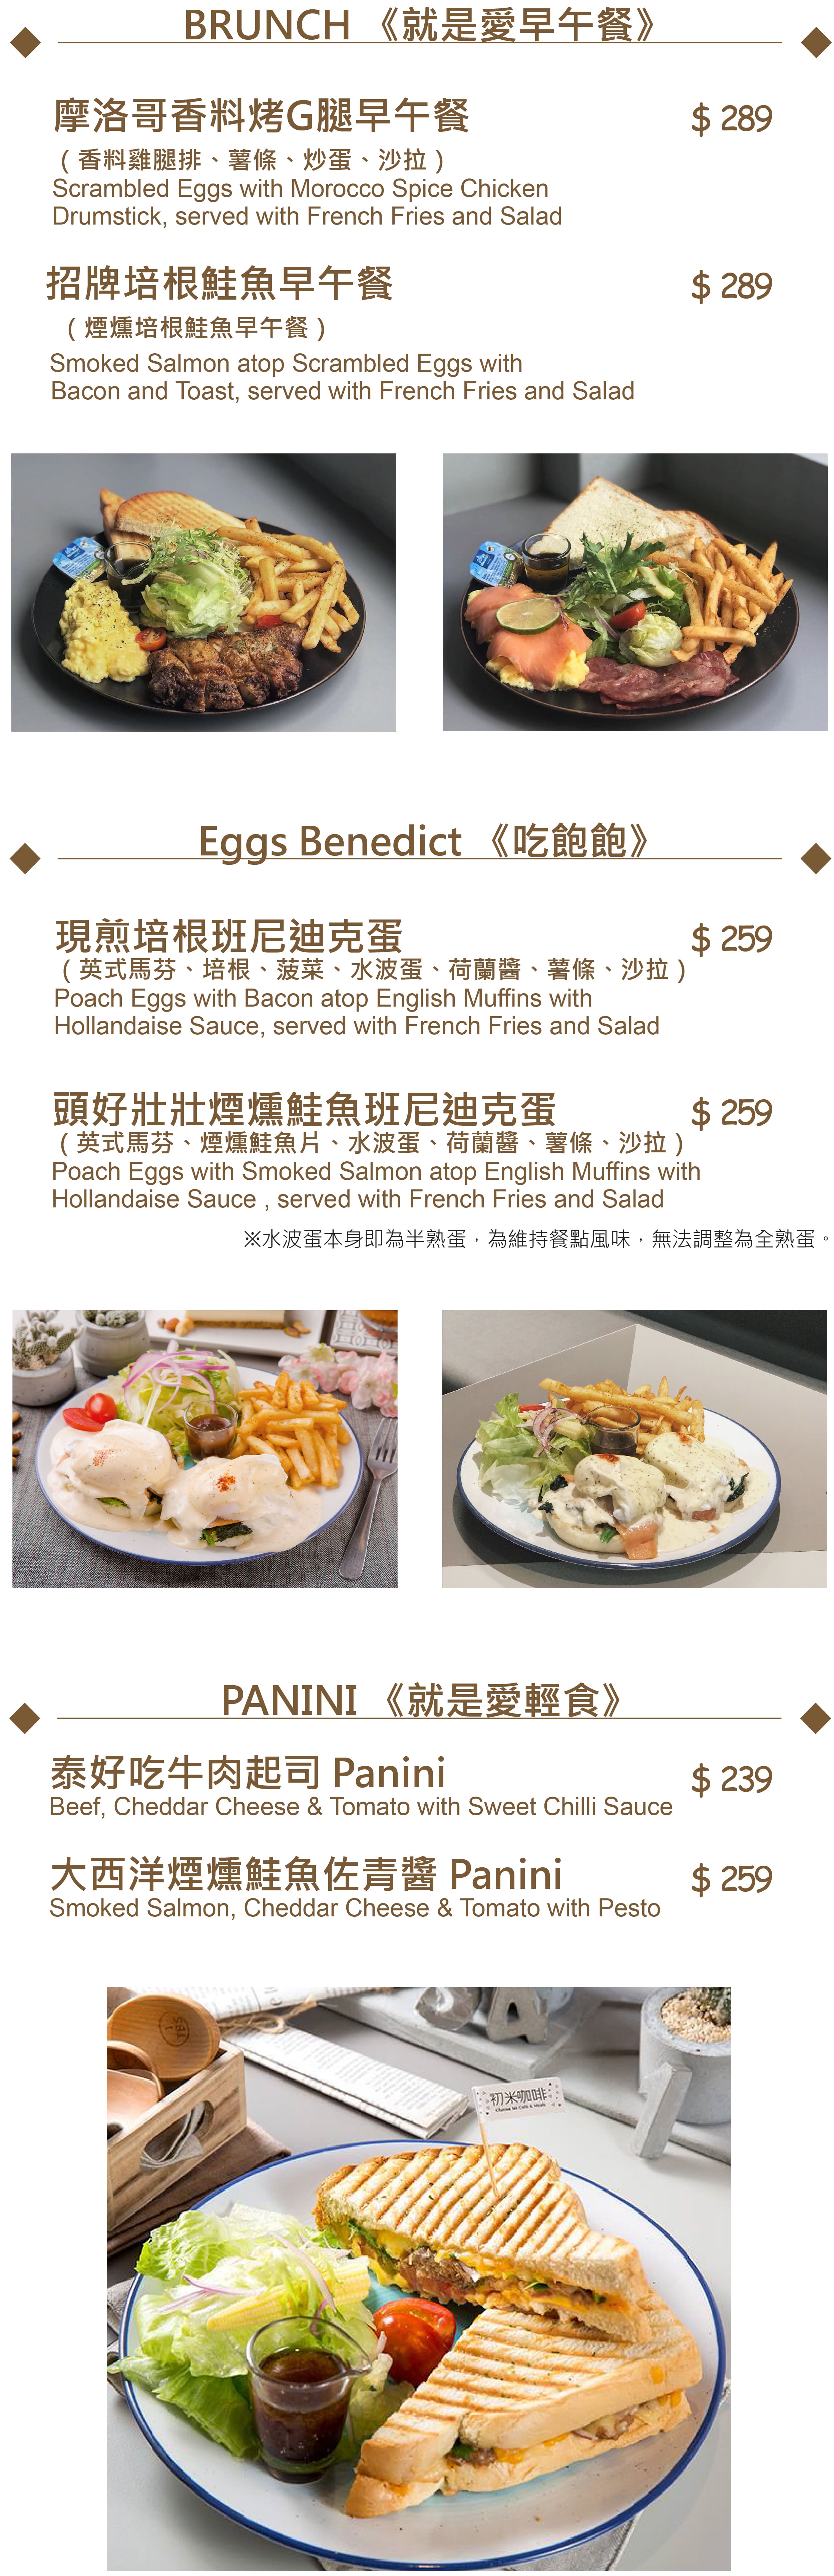 BRUNCH 《就是愛早午餐》
摩洛哥香料烤G腿早午餐 $ 289
(香料雞腿排、薯條、炒蛋、沙拉)
Scrambled Eggs with Morocco Spice Chicken
Drumstick, served with French Fries and Salad
招牌培根鮭魚早午餐 $ 289
(煙燻培根鮭魚早午餐)
Smoked Salmon atop Scrambled Eggs with
Bacon and Toast, served with French Fries and Salad
Eggs Benedict 《吃飽飽》
現煎培根班尼迪克蛋 $ 259
(英式馬芬、培根、菠菜、水波蛋、荷蘭醬、薯條、沙拉)
Poach Eggs with Bacon atop English Muffins with
Hollandaise Sauce, served with French Fries and Salad
頭好壯壯煙燻鮭魚班尼迪克蛋 $ 259
(英式馬芬、煙燻鮭魚片、水波蛋、荷蘭醬、薯條、沙拉)
Poach Eggs with Smoked Salmon atop English Muffins with
Hollandaise Sauce , served with French Fries and Salad
※水波蛋本身即為半熟蛋，為維持餐點風味，無法調整為全熟蛋。
PANINI 《就是愛輕食》
泰好吃牛肉起司 Panini $ 239
Beef, Cheddar Cheese & Tomato with Sweet Chilli Sauce
大西洋煙燻鮭魚佐青醬 Panini $ 259
Smoked Salmon, Cheddar Cheese & Tomato with Pesto
初米咖啡